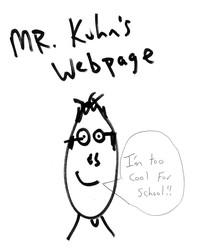 MR. Kuhn's
Webpage
I'm too
Cool For
School!!